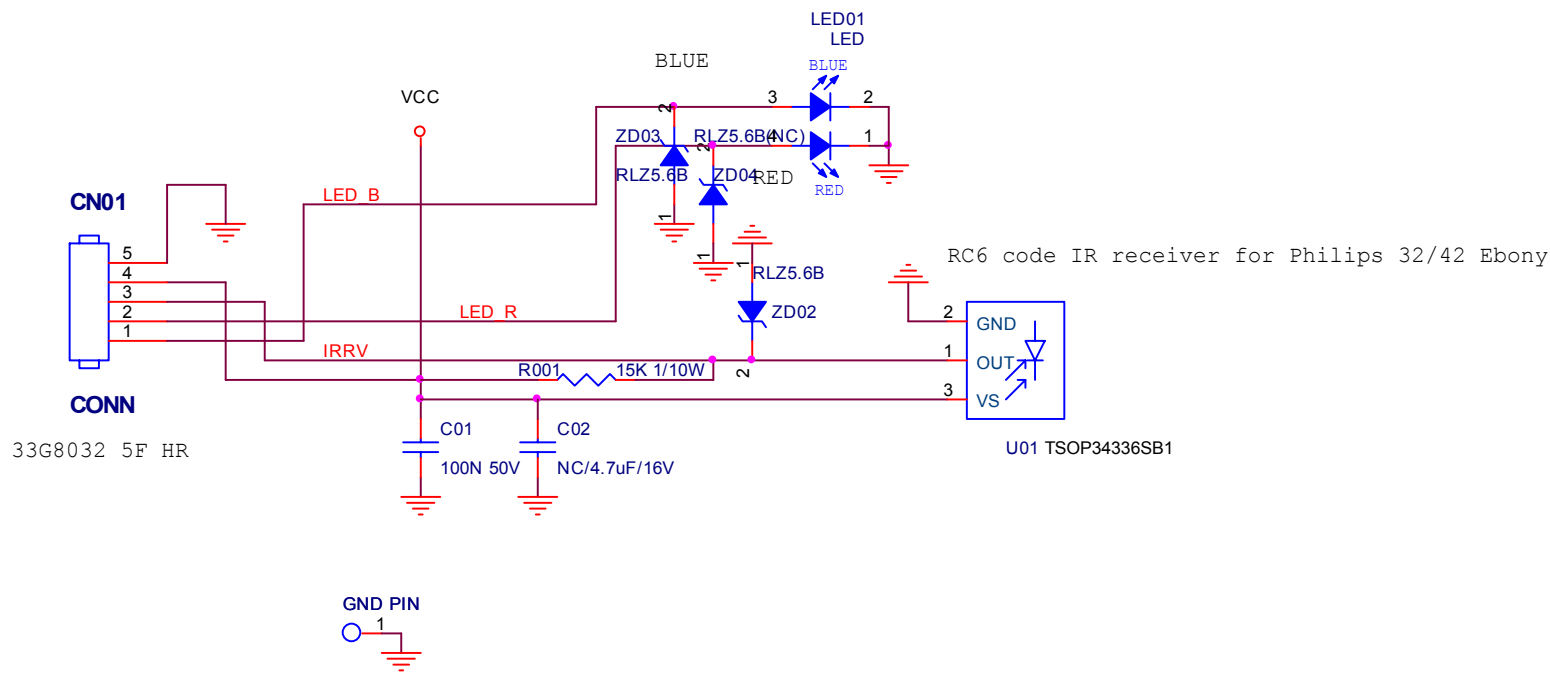 LED01
LED
BLUE
BLUE
VCC
3
2
2
ZD03
RLZ5.6B(NC)
4
1
2
RLZ5.6B
ZD04
RED
RED
LED_B
CN01
1
1
1
5
4
3
2
1
RLZ5.6B
RC6 code IR receiver for Philips 32/42 Ebony
LED_R
ZD02
2
GND
IRRV
1
OUT
R001
15K 1/10W
2
3
VS
CONN
C01
C02
33G8032 5F HR
100N 50V
NC/4.7uF/16V
U01 TSOP34336SB1
GND PIN
1